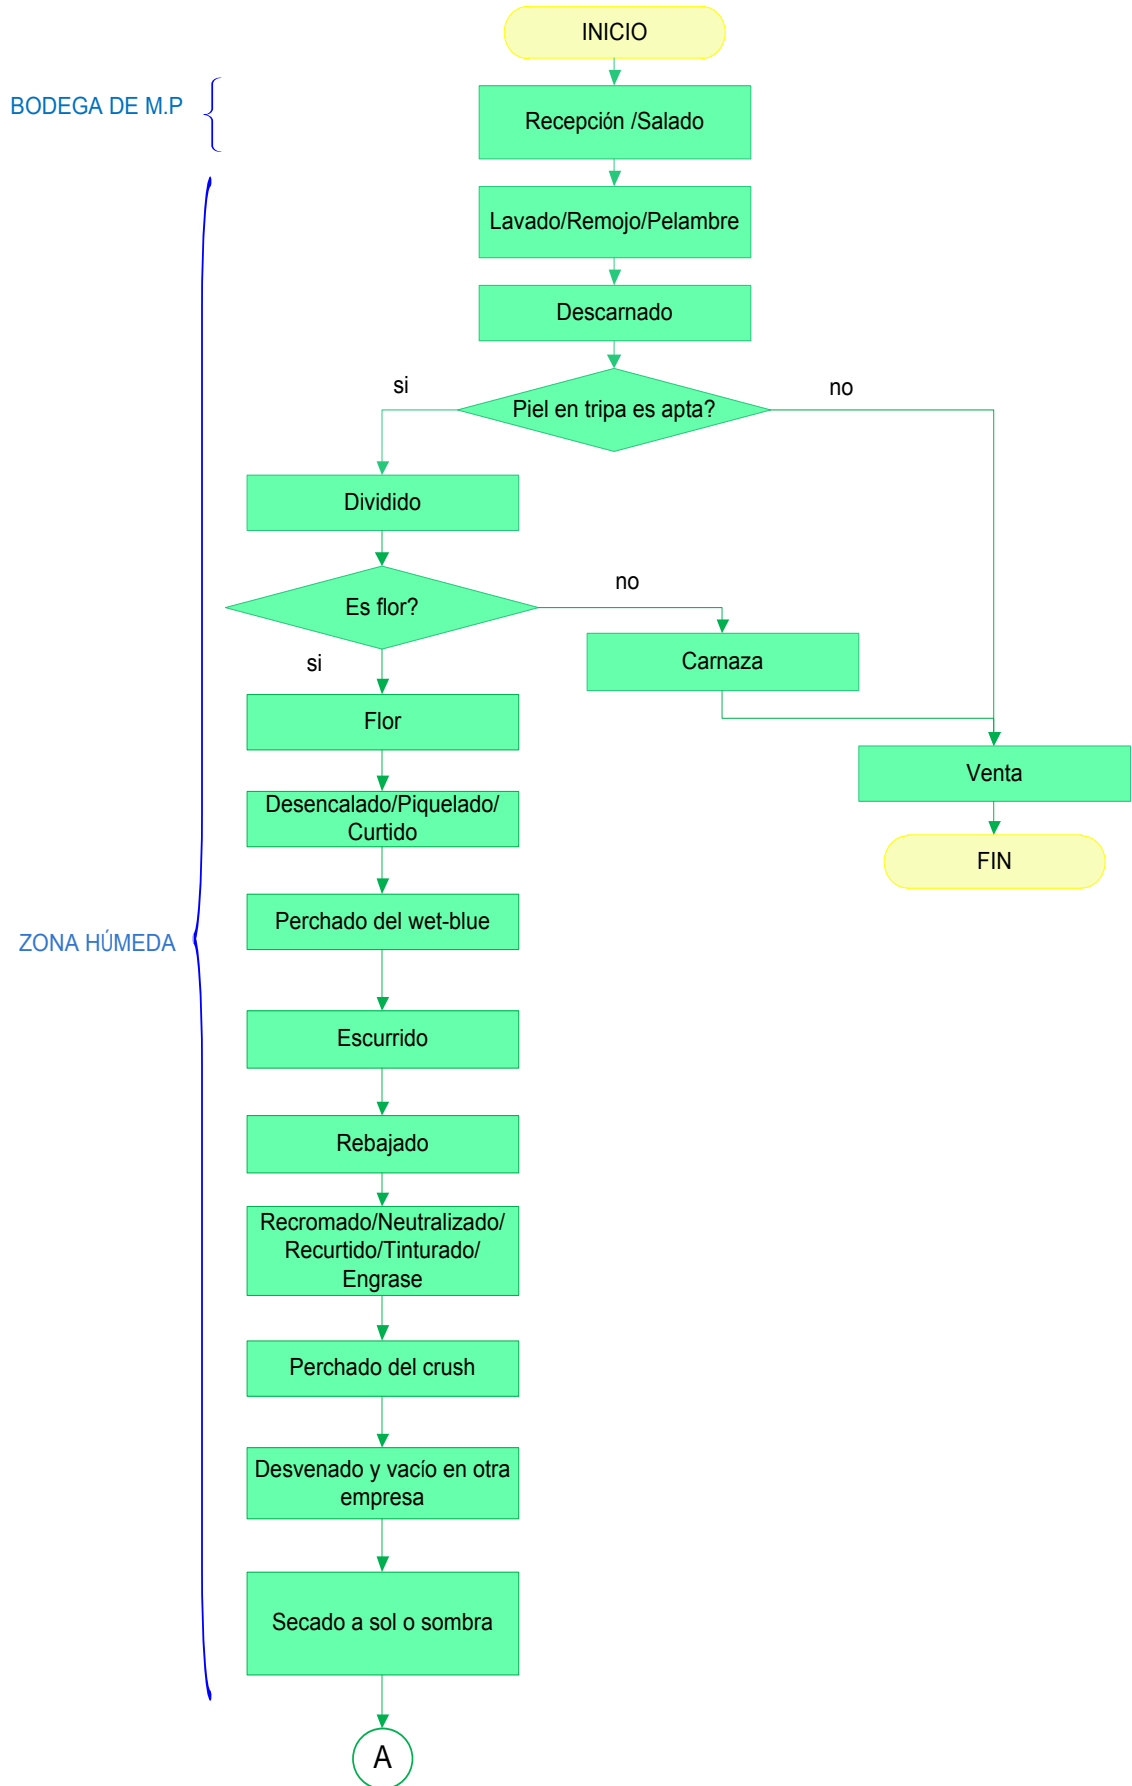 INICIO
BODEGA DE M.P
Recepción /Salado
Lavado/Remojo/Pelambre
Descarnado
si
no
Piel en tripa es apta?
Dividido
no
Es flor?
si
Carnaza
Flor
Venta
Desencalado/Piquelado/
Curtido
FIN
Perchado del wet-blue
ZONA HÚMEDA
Escurrido
Rebajado
Recromado/Neutralizado/
Recurtido/Tinturado/
Engrase
Perchado del crush
Desvenado y vacío en otra
empresa
Secado a sol o sombra
A